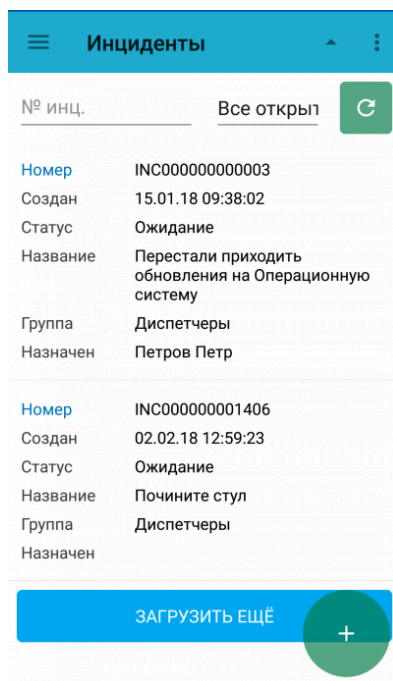 Инциденты
№ инц. Все открыт
Номер INC000000000003
Создан 15.01.18 09:38:02
Статус Ожидание
Название Перестали приходить
обновления на Операционную
систему
Группа Диспетчеры
Назначен Петров Петр
Номер INC000000001406
Создан 02.02.18 12:59:23
Статус Ожидание
Название Почините стул
Группа Диспетчеры
Назначен
ЗАГРУЗИТЬ ЕЩЁ
+